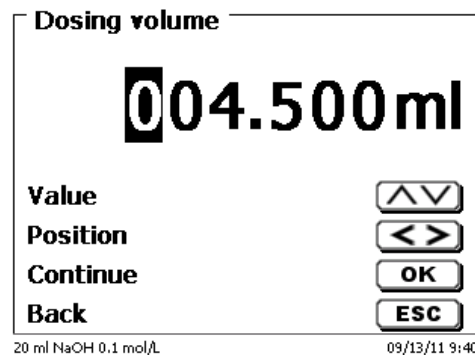 Dosing volume
004.500ml
Value
Position < >
Continue OK
Back ESC
20 ml NaOH 0.1 mol/L 09/13/11 9:40